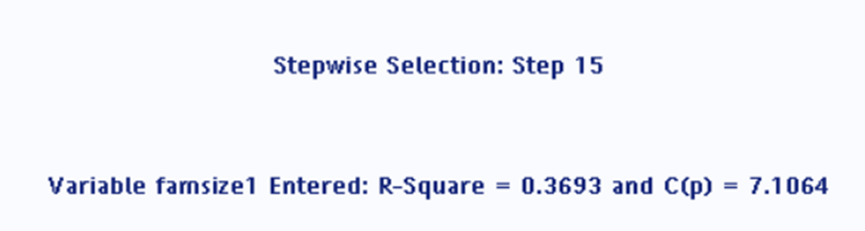 Stepwise Selection: Step 15
Variable famsize1 Entered: R-Square = 0.3693 and C(p) = 7.1064